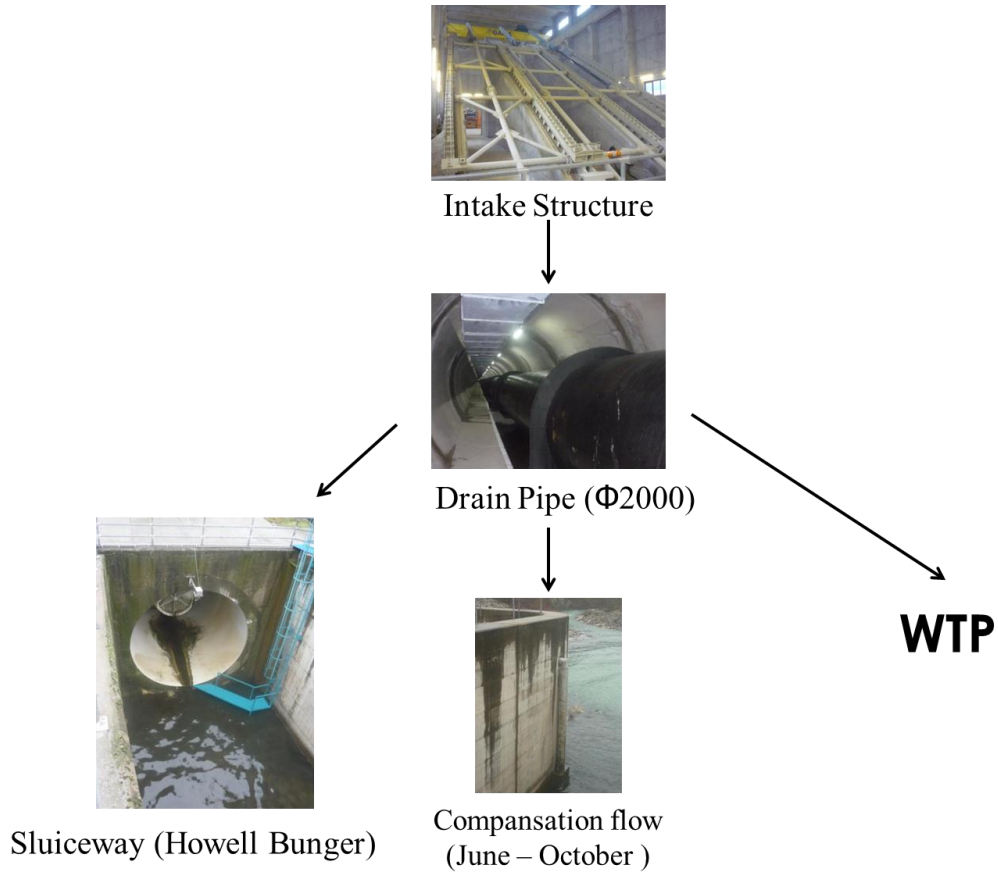 Intake Structure
Drain Pipe (Φ2000)
WTP
Sluiceway (Howell Bunger)
Compansation flow
(June – October )